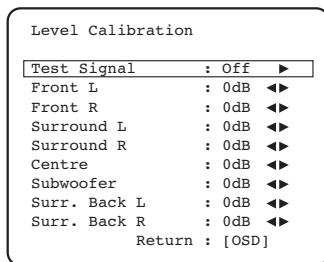 Level Calibration
Test Signal : Off ►
Front L : 0dB ◄►
Front R : 0dB ◄►
Surround L : 0dB ◄►
Surround R : 0dB ◄►
Centre : 0dB ◄►
Subwoofer : 0dB ◄►
Surr. Back L : 0dB ◄►
Surr. Back R : 0dB ◄►
Return : [OSD]